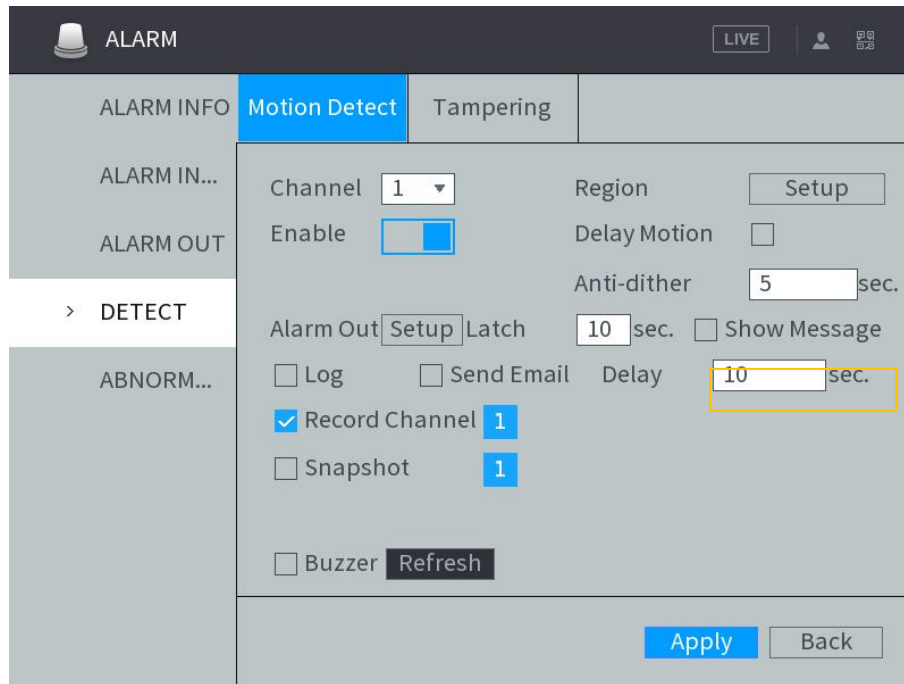 ALARM LIVE
ALARM INFO Motion Detect Tampering
ALARM IN... Channel 1 Region Setup
ALARM OUT Enable Delay Motion
Anti-dither 5 sec.
> DETECT Alarm Out Setup Latch 10 sec. Show Message
ABNORM... Log Send Email Delay 10 sec.
Record Channel 1
Snapshot 1
Buzzer Refresh
Apply Back